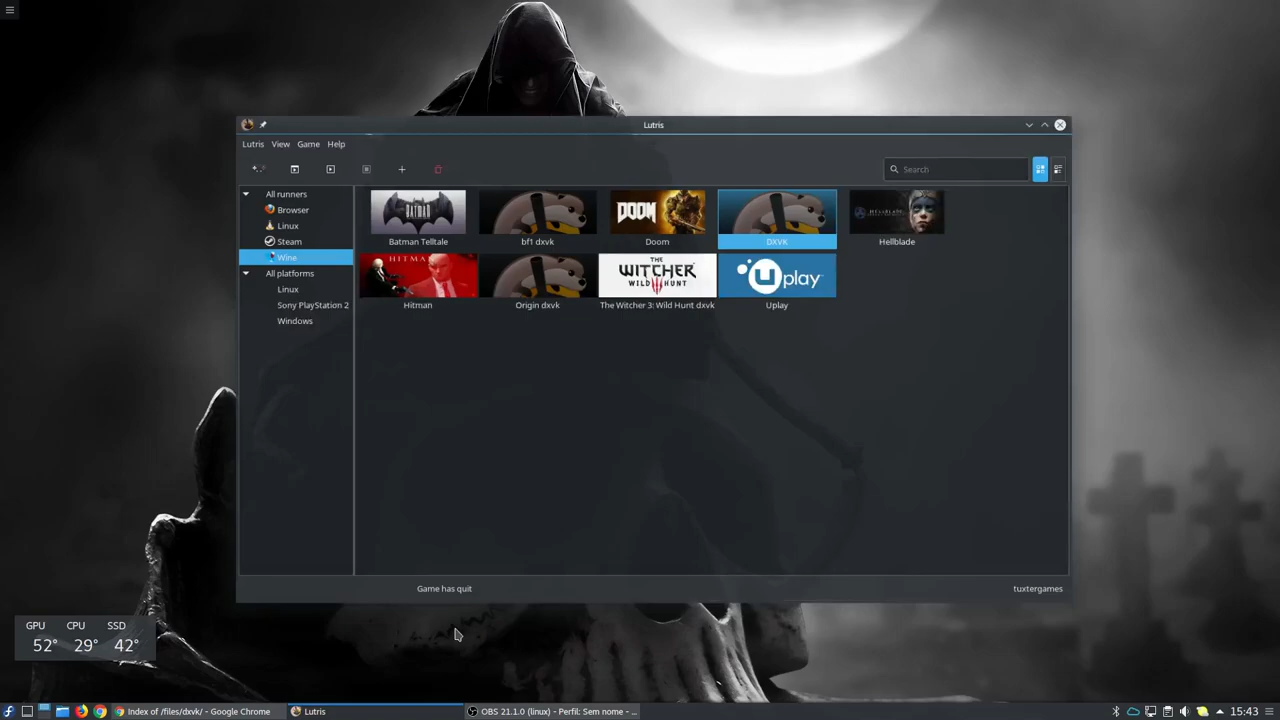 Lutris
Lutris View Game Help
Search
All runners
Browser
Linux
Steam
Wine
All platforms
Linux
Sony PlayStation 2
Windows
BATMAN
DOOM
HELLBLADE
Batman Telltale
bf1 dxvk
Doom
DXVK
Hellblade
HITMAN
THE WITCHER WILD HUNT
uplay
Hitman
Origin dxvk
The Witcher 3: Wild Hunt dxvk
Uplay
Game has quit
tuxtergames
GPU CPU SSD
52° 29° 42°
Index of /files/dxvk/ - Google Chrome
Lutris
OBS 21.1.0 (linux) - Perfil: Sem nome - ...
15:43